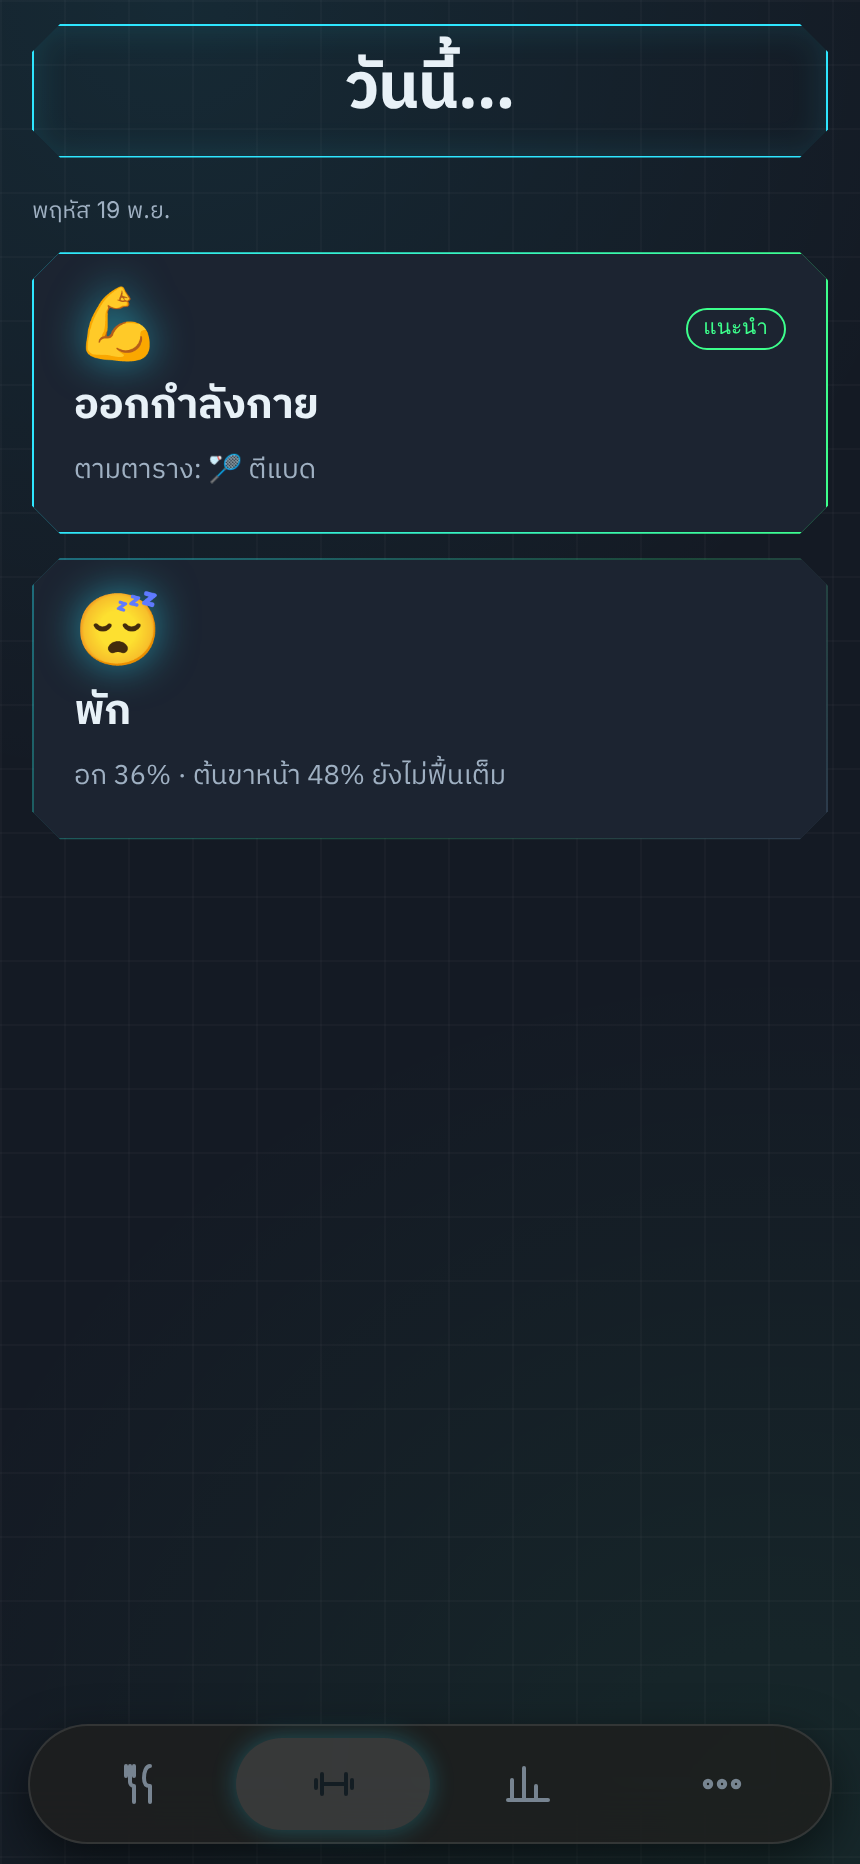 วันนี้...
พฤหัส 19 พ.ย.
แนะนำ
ออกกำลังกาย
ตามตาราง: 🏸 ตีแบด
พัก
อก 36% · ต้นขาหน้า 48% ยังไม่ฟื้นเต็ม